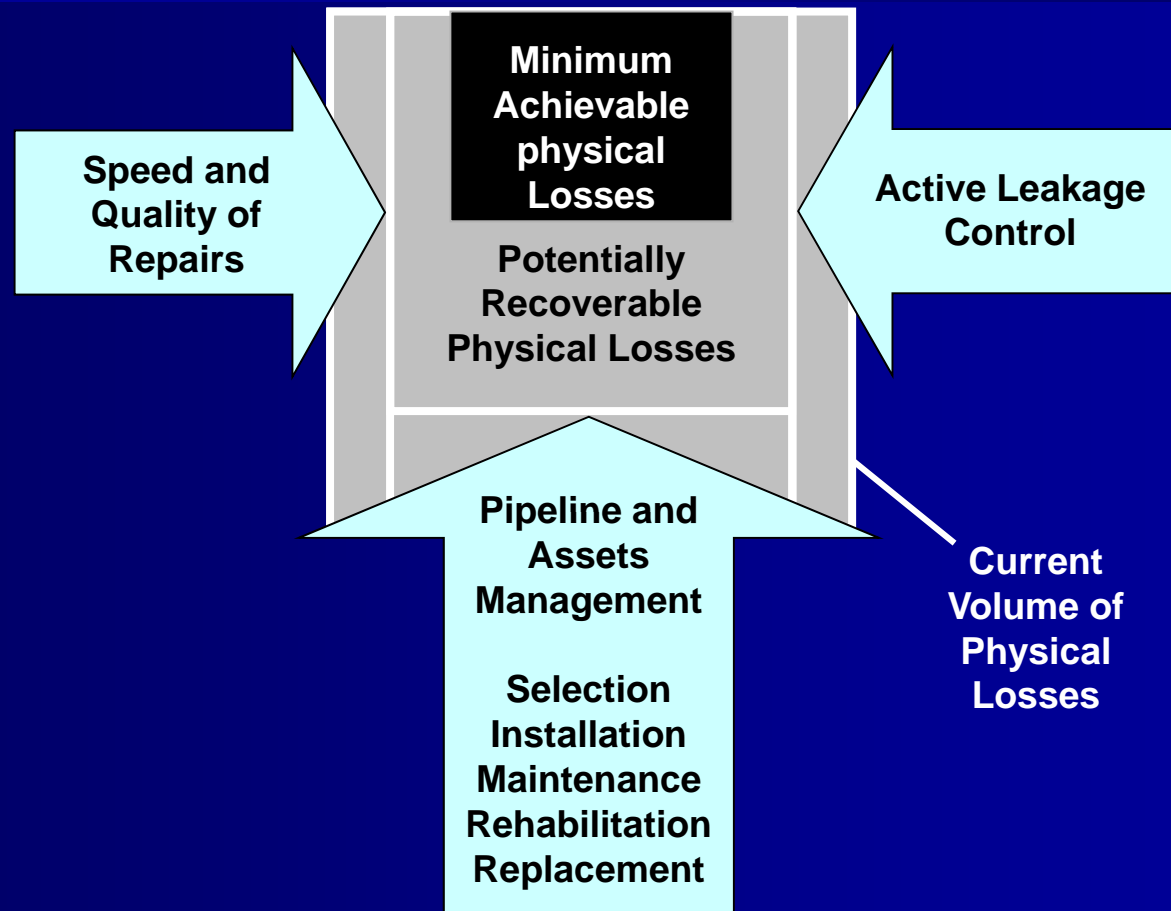 Minimum
Achievable
physical
Losses
Speed and
Quality of
Repairs
Active Leakage
Control
Potentially
Recoverable
Physical Losses
Pipeline and
Assets
Management
Selection
Installation
Maintenance
Rehabilitation
Replacement
Current
Volume of
Physical
Losses